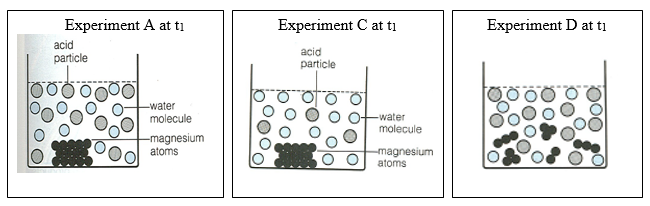 Experiment A at t1
acid
particle
water
molecule
magnesium
atoms
Experiment C at t1
acid
particle
water
molecule
magnesium
atoms
Experiment D at t1